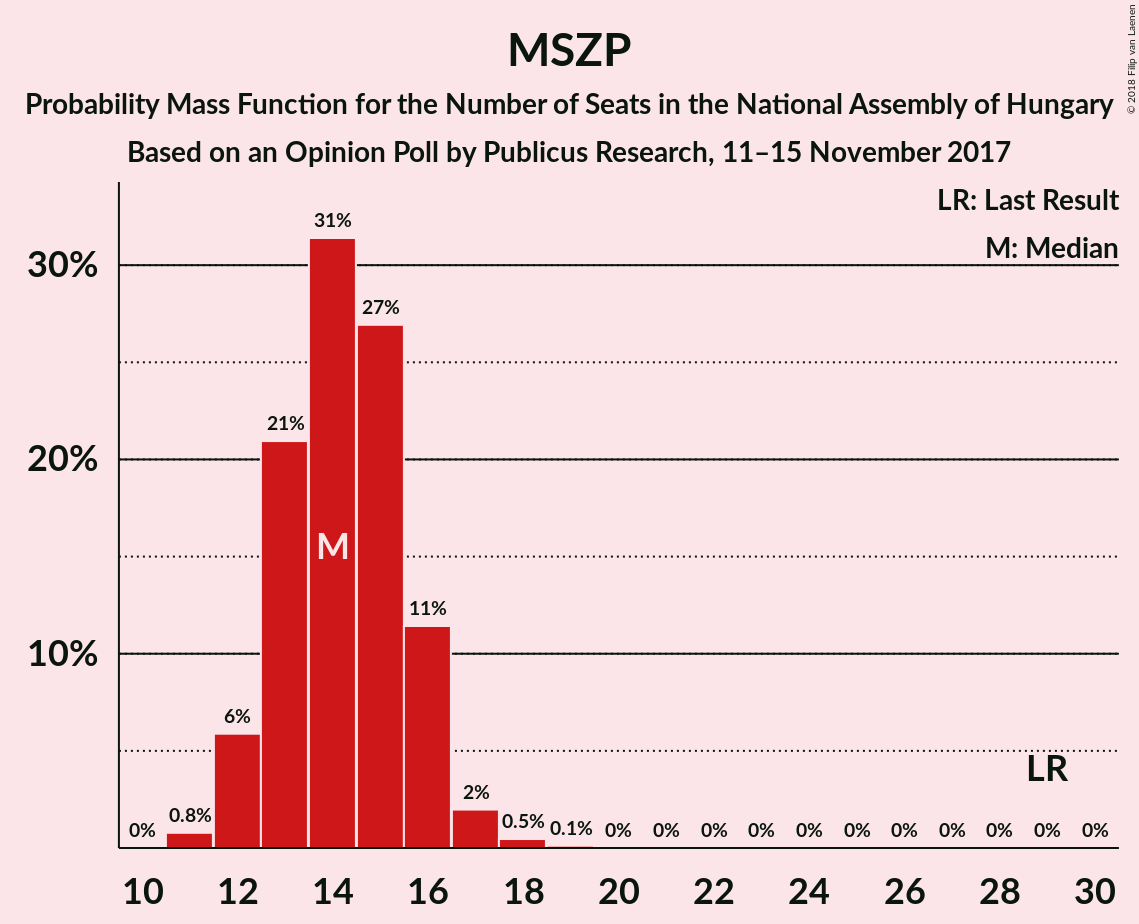 MSZP
Probability Mass Function for the Number of Seats in the National Assembly of Hungary
Based on an Opinion Poll by Publicus Research, 11–15 November 2017
© 2018 Filip van Laenen
LR: Last Result
M: Median
30%
20%
10%
0%
0.8%
6%
21%
31%
27%
11%
2%
0.5%
0.1%
0%
0%
0%
0%
0%
0%
0%
0%
0%
0%
0%
M
LR
10 12 14 16 18 20 22 24 26 28 30